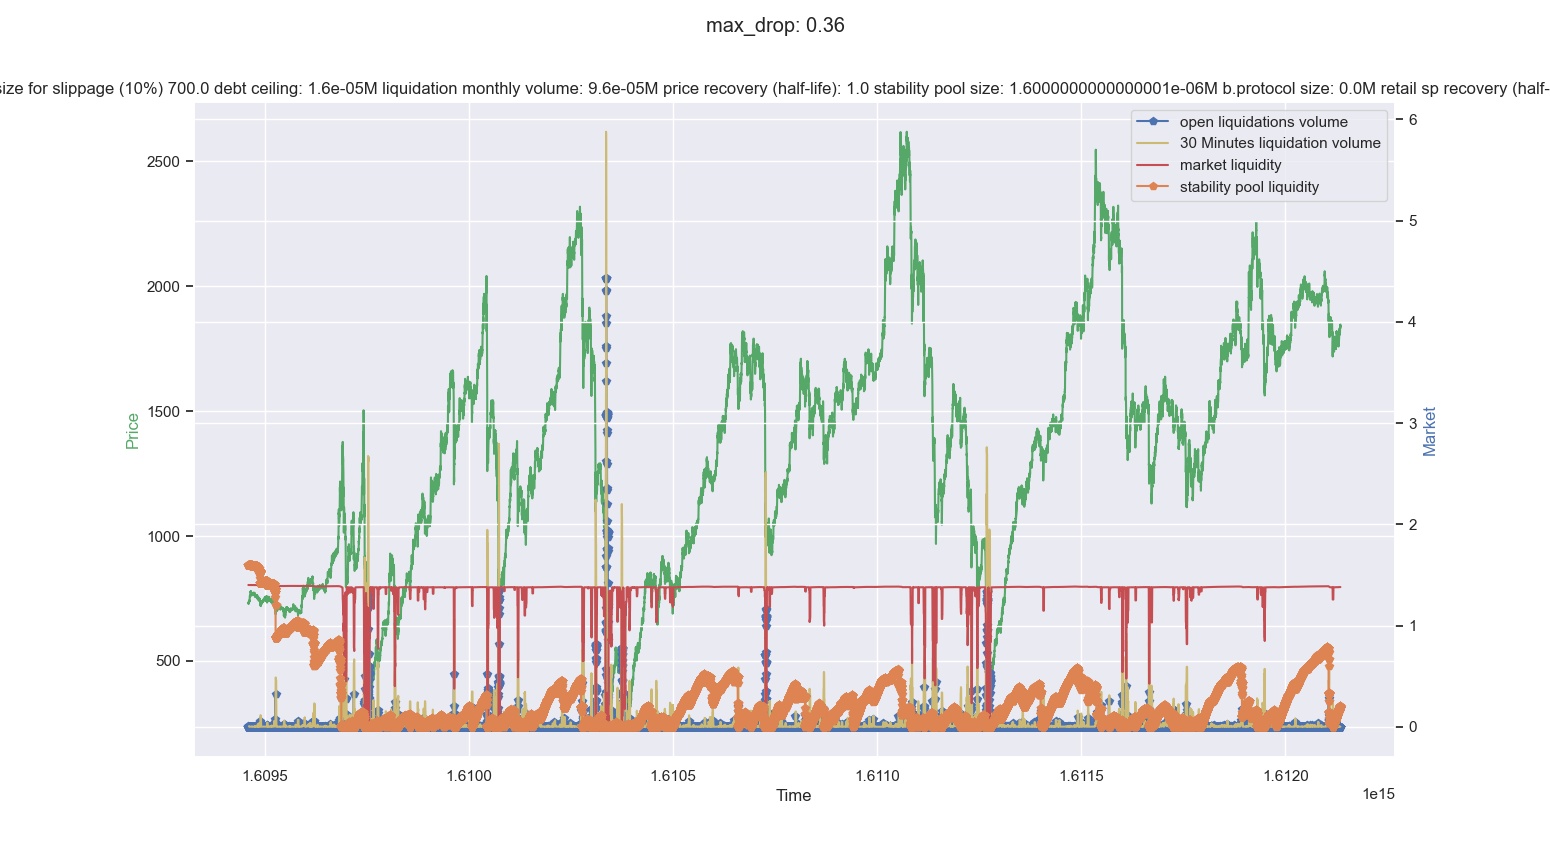 max_drop: 0.36
size for slippage (10%) 700.0 debt ceiling: 1.6e-05M liquidation monthly volume: 9.6e-05M price recovery (half-life): 1.0 stability pool size: 1.6000000000000001e-06M b.protocol size: 0.0M retail sp recovery (half-
open liquidations volume
30 Minutes liquidation volume
market liquidity
stability pool liquidity
2500
2000
1500
1000
500
Price
6
5
4
3
2
1
0
Market
1.6095
1.6100
1.6105
1.6110
1.6115
1.6120
1e15
Time